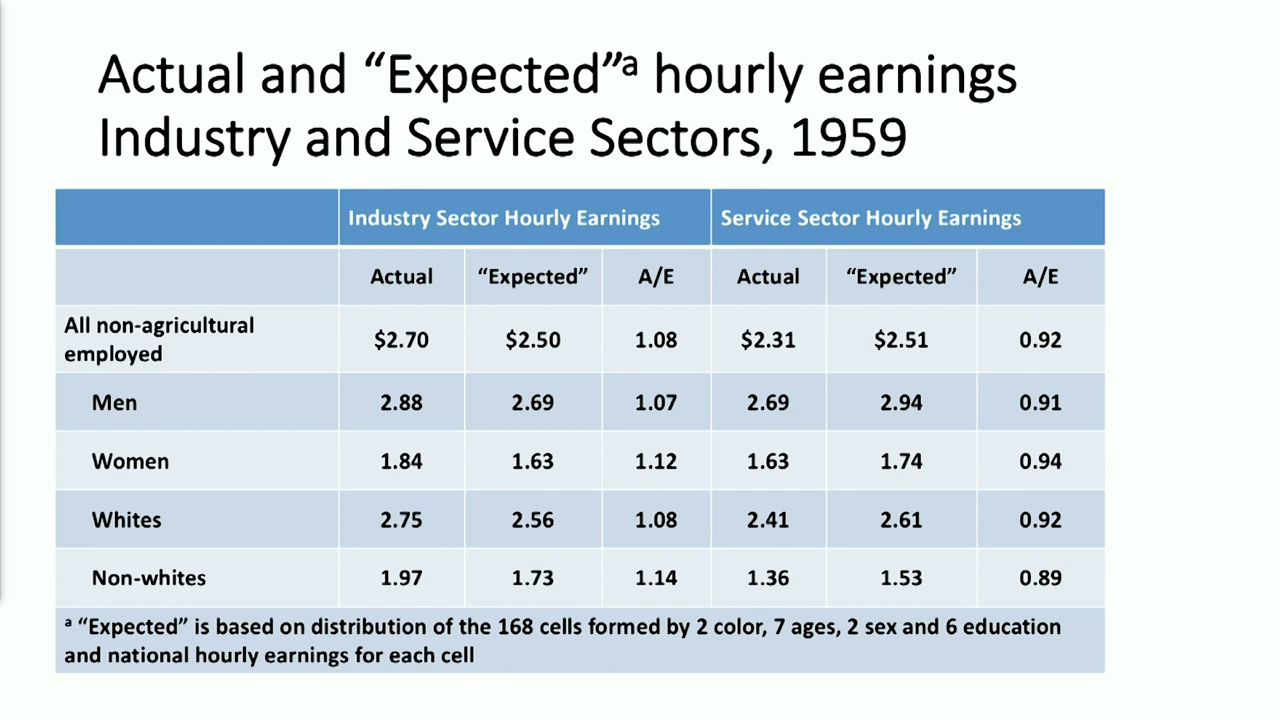 Actual and “Expected”ᵃ hourly earnings
Industry and Service Sectors, 1959
Industry Sector Hourly Earnings Service Sector Hourly Earnings
Actual “Expected” A/E Actual “Expected” A/E
All non-agricultural
employed $2.70 $2.50 1.08 $2.31 $2.51 0.92
Men 2.88 2.69 1.07 2.69 2.94 0.91
Women 1.84 1.63 1.12 1.63 1.74 0.94
Whites 2.75 2.56 1.08 2.41 2.61 0.92
Non-whites 1.97 1.73 1.14 1.36 1.53 0.89
ᵃ “Expected” is based on distribution of the 168 cells formed by 2 color, 7 ages, 2 sex and 6 education
and national hourly earnings for each cell